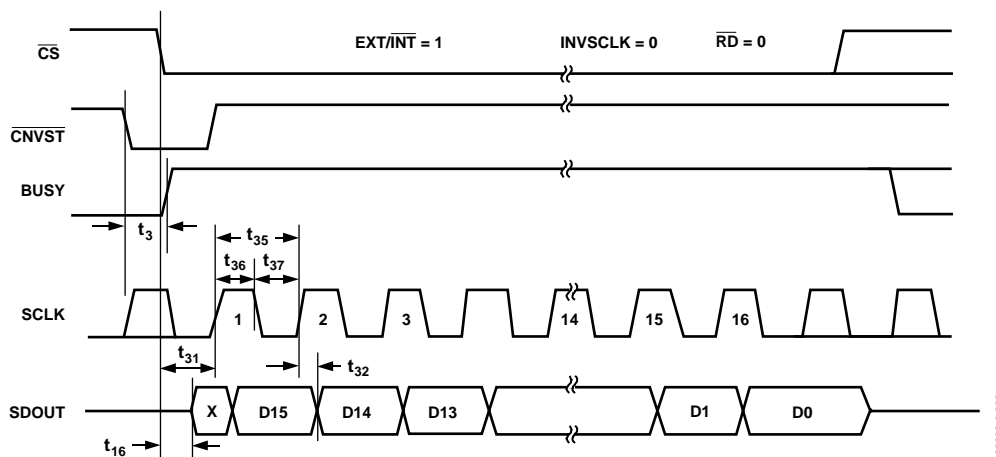 CS EXT/INT = 1 INVSCLK = 0 RD = 0
CNVST
BUSY
t3 t35
t36 t37
SCLK 1 2 3 14 15 16
t31 t32
SDOUT X D15 D14 D13 D1 D0
t16